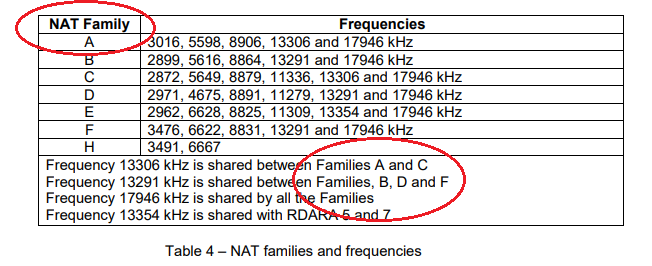 NAT Family Frequencies
A 3016, 5598, 8906, 13306 and 17946 kHz
B 2899, 5616, 8864, 13291 and 17946 kHz
C 2872, 5649, 8879, 11336, 13306 and 17946 kHz
D 2971, 4675, 8891, 11279, 13291 and 17946 kHz
E 2962, 6628, 8825, 11309, 13354 and 17946 kHz
F 3476, 6622, 8831, 13291 and 17946 kHz
H 3491, 6667
Frequency 13306 kHz is shared between Families A and C
Frequency 13291 kHz is shared between Families, B, D and F
Frequency 17946 kHz is shared by all the Families
Frequency 13354 kHz is shared with RDARA 5 and 7
Table 4 – NAT families and frequencies